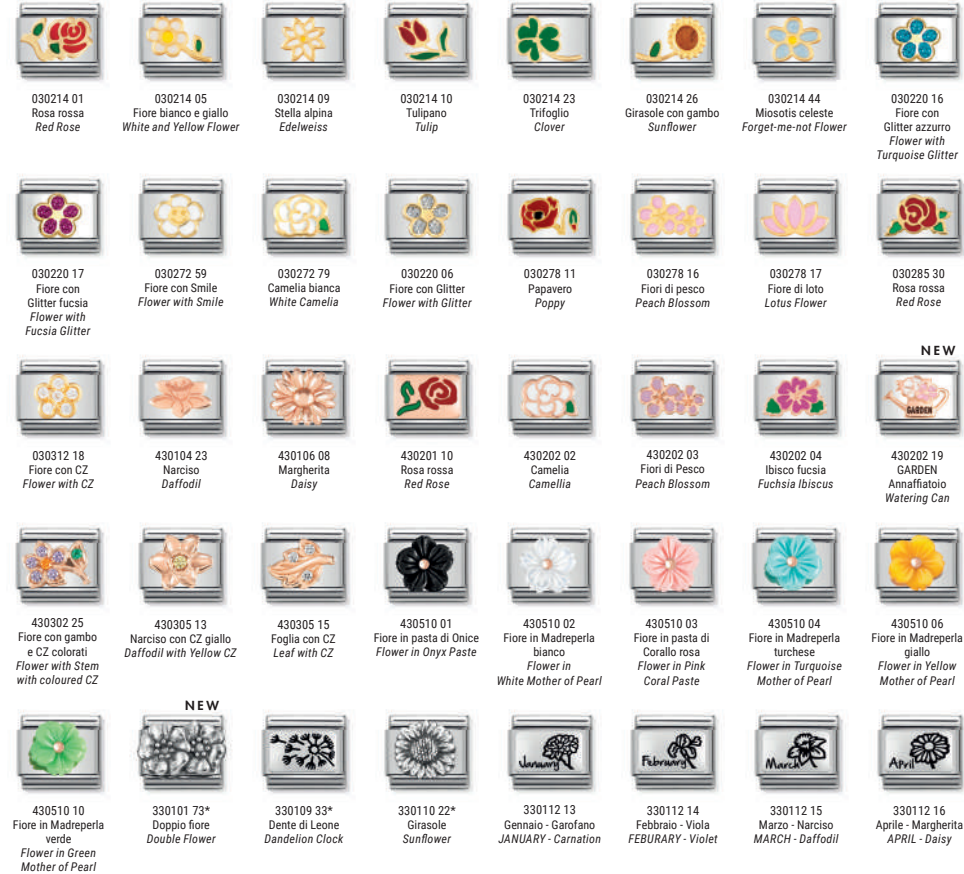 030214 01
Rosa rossa
Red Rose
030214 05
Fiore bianco e giallo
White and Yellow Flower
030214 09
Stella alpina
Edelweiss
030214 10
Tulipano
Tulip
030214 23
Trifoglio
Clover
030214 26
Girasole con gambo
Sunflower
030214 44
Miosotis celeste
Forget-me-not Flower
030220 16
Fiore con
Glitter azzurro
Flower with
Turquoise Glitter
030220 17
Fiore con
Glitter fucsia
Flower with
Fucsia Glitter
030272 59
Fiore con Smile
Flower with Smile
030272 79
Camelia bianca
White Camelia
030220 06
Fiore con Glitter
Flower with Glitter
030278 11
Papavero
Poppy
030278 16
Fiori di pesco
Peach Blossom
030278 17
Fiore di loto
Lotus Flower
030285 30
Rosa rossa
Red Rose
030312 18
Fiore con CZ
Flower with CZ
430104 23
Narciso
Daffodil
430106 08
Margherita
Daisy
430201 10
Rosa rossa
Red Rose
430202 02
Camelia
Camellia
430202 03
Fiori di Pesco
Peach Blossom
430202 04
Ibisco fucsia
Fuchsia Ibiscus
NEW
GARDEN
430202 19
GARDEN
Annaffiatoio
Watering Can
430302 25
Fiore con gambo
e CZ colorati
Flower with Stem
with coloured CZ
430305 13
Narciso con CZ giallo
Daffodil with Yellow CZ
430305 15
Foglia con CZ
Leaf with CZ
430510 01
Fiore in pasta di Onice
Flower in Onyx Paste
430510 02
Fiore in Madreperla
bianco
Flower in
White Mother of Pearl
430510 03
Fiore in pasta di
Corallo rosa
Flower in Pink
Coral Paste
430510 04
Fiore in Madreperla
turchese
Flower in Turquoise
Mother of Pearl
430510 06
Fiore in Madreperla
giallo
Flower in Yellow
Mother of Pearl
430510 10
Fiore in Madreperla
verde
Flower in Green
Mother of Pearl
NEW
330101 73*
Doppio fiore
Double Flower
330109 33*
Dente di Leone
Dandelion Clock
330110 22*
Girasole
Sunflower
January
330112 13
Gennaio - Garofano
JANUARY - Carnation
February
330112 14
Febbraio - Viola
FEBURARY - Violet
March
330112 15
Marzo - Narciso
MARCH - Daffodil
April
330112 16
Aprile - Margherita
APRIL - Daisy